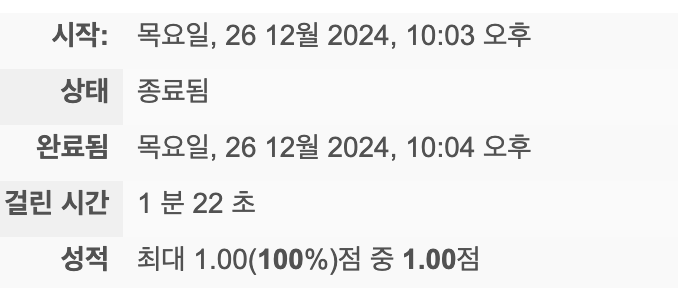 시작: 목요일, 26 12월 2024, 10:03 오후
상태 종료됨
완료됨 목요일, 26 12월 2024, 10:04 오후
걸린 시간 1 분 22 초
성적 최대 1.00(100%)점 중 1.00점